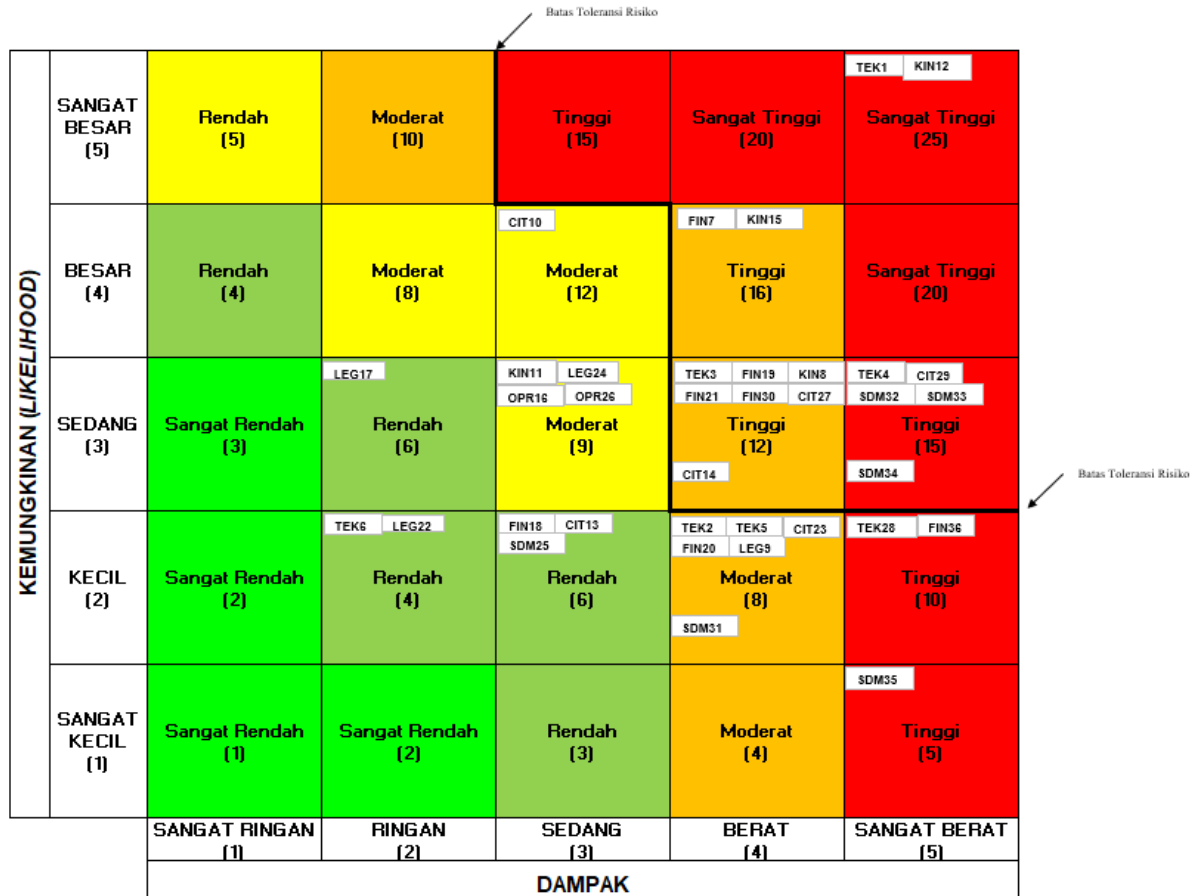 Batas Toleransi Risiko
KEMUNGKINAN (LIKELIHOOD)
SANGAT
BESAR
(5)
Rendah
(5)
Moderat
(10)
Tinggi
(15)
Sangat Tinggi
(20)
TEK1 KIN12
Sangat Tinggi
(25)
BESAR
(4)
Rendah
(4)
Moderat
(8)
CIT10
Moderat
(12)
FIN7 KIN15
Tinggi
(16)
Sangat Tinggi
(20)
SEDANG
(3)
Sangat Rendah
(3)
LEG17
Rendah
(6)
KIN11 LEG24
OPR16 OPR26
Moderat
(9)
TEK3 FIN19 KIN8
FIN21 FIN30 CIT27
Tinggi
(12)
CIT14
TEK4 CIT29
SDM32 SDM33
Tinggi
(15)
SDM34
Batas Toleransi Risiko
KECIL
(2)
Sangat Rendah
(2)
TEK6 LEG22
Rendah
(4)
FIN18 CIT13
SDM25
Rendah
(6)
TEK2 TEK5 CIT23
FIN20 LEG9
Moderat
(8)
SDM31
TEK28 FIN36
Tinggi
(10)
SANGAT
KECIL
(1)
Sangat Rendah
(1)
Sangat Rendah
(2)
Rendah
(3)
Moderat
(4)
SDM35
Tinggi
(5)
SANGAT RINGAN
(1)
RINGAN
(2)
SEDANG
(3)
BERAT
(4)
SANGAT BERAT
(5)
DAMPAK